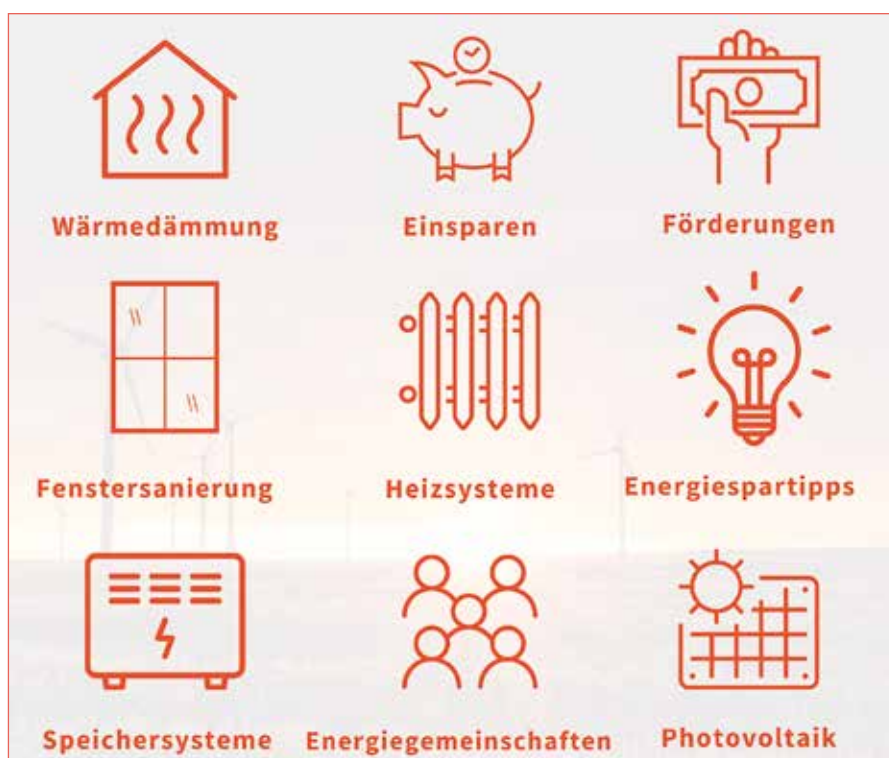 Wärmedämmung
Einsparen
Förderungen
Fenstersanierung
Heizsysteme
Energiespartipps
Speichersysteme
Energiegemeinschaften
Photovoltaik